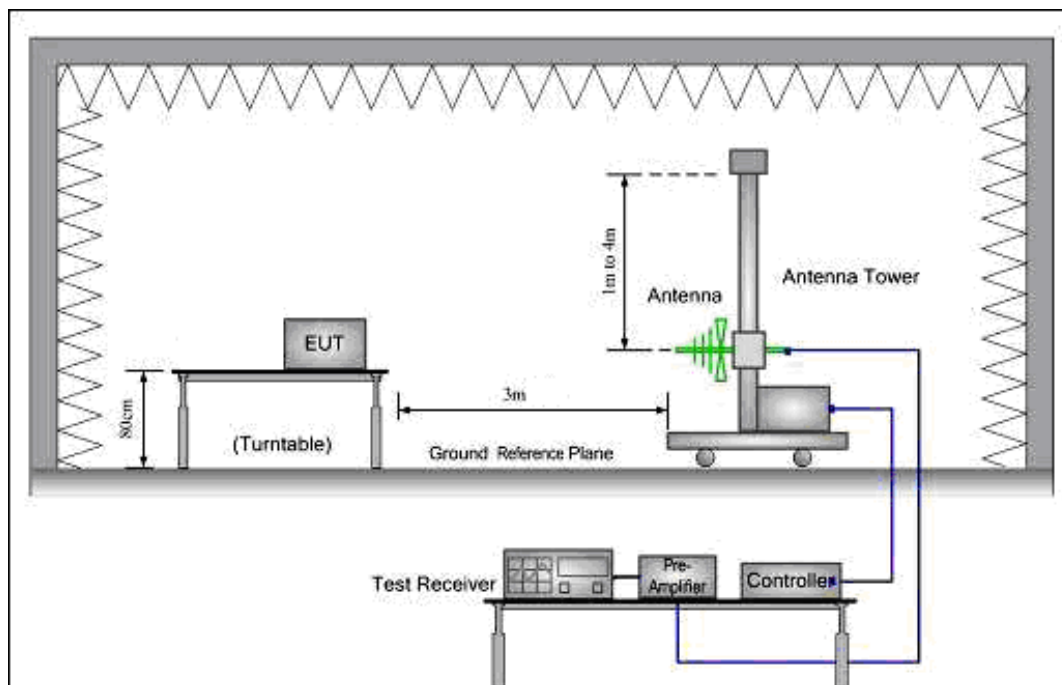 1m to 4m
Antenna Tower
Antenna
EUT
80cm
3m
(Turntable)
Ground Reference Plane
Test Receiver
Pre-
Amplifier
Controller